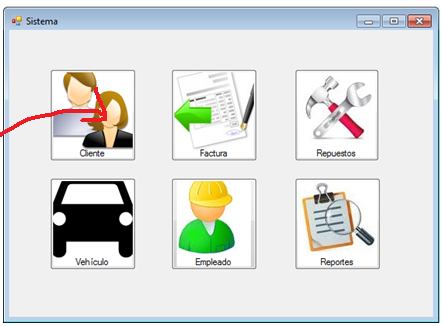 Sistema
Cliente
Factura
Repuestos
Vehículo
Empleado
Reportes